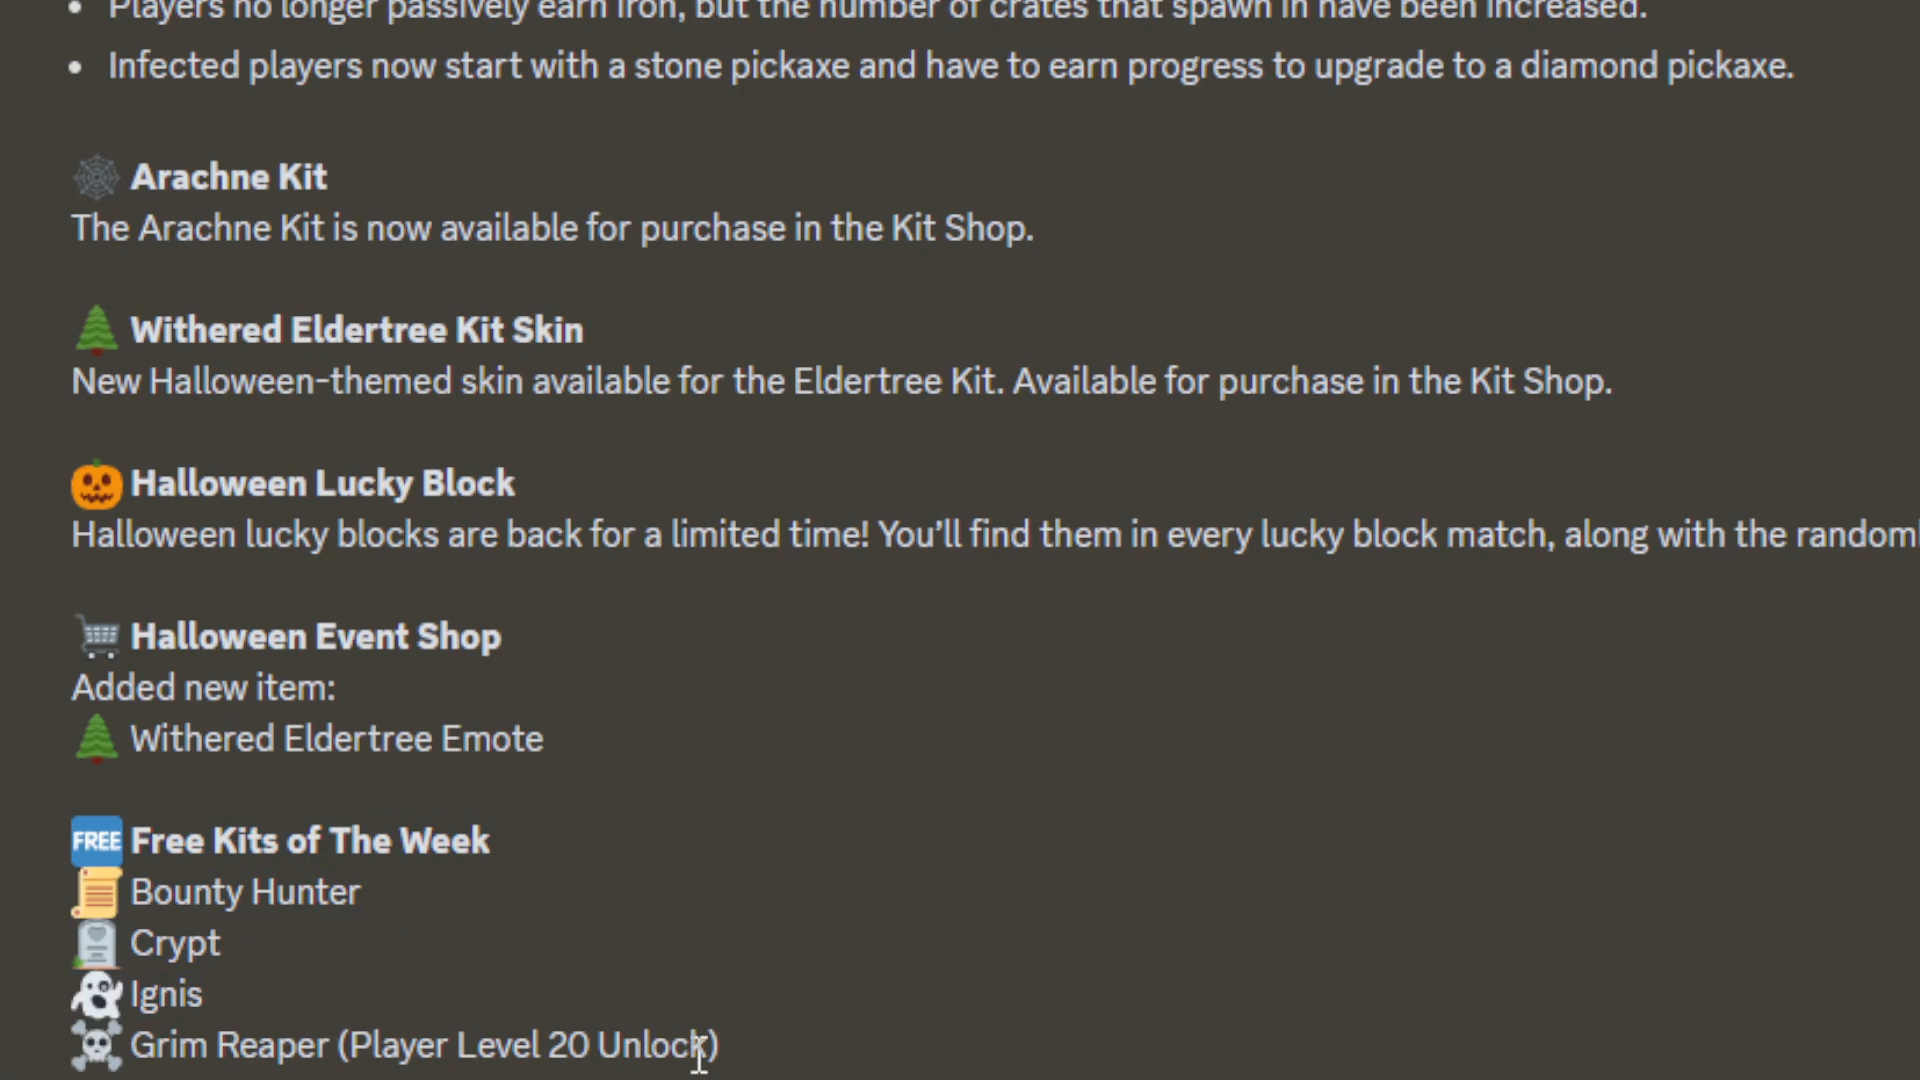 Players no longer passively earn iron, but the number of crates that spawn in have been increased.
Infected players now start with a stone pickaxe and have to earn progress to upgrade to a diamond pickaxe.
Arachne Kit
The Arachne Kit is now available for purchase in the Kit Shop.
Withered Eldertree Kit Skin
New Halloween-themed skin available for the Eldertree Kit. Available for purchase in the Kit Shop.
Halloween Lucky Block
Halloween lucky blocks are back for a limited time! You’ll find them in every lucky block match, along with the
Halloween Event Shop
Added new item:
Withered Eldertree Emote
FREE Free Kits of The Week
Bounty Hunter
Crypt
Ignis
Grim Reaper (Player Level 20 Unlock)